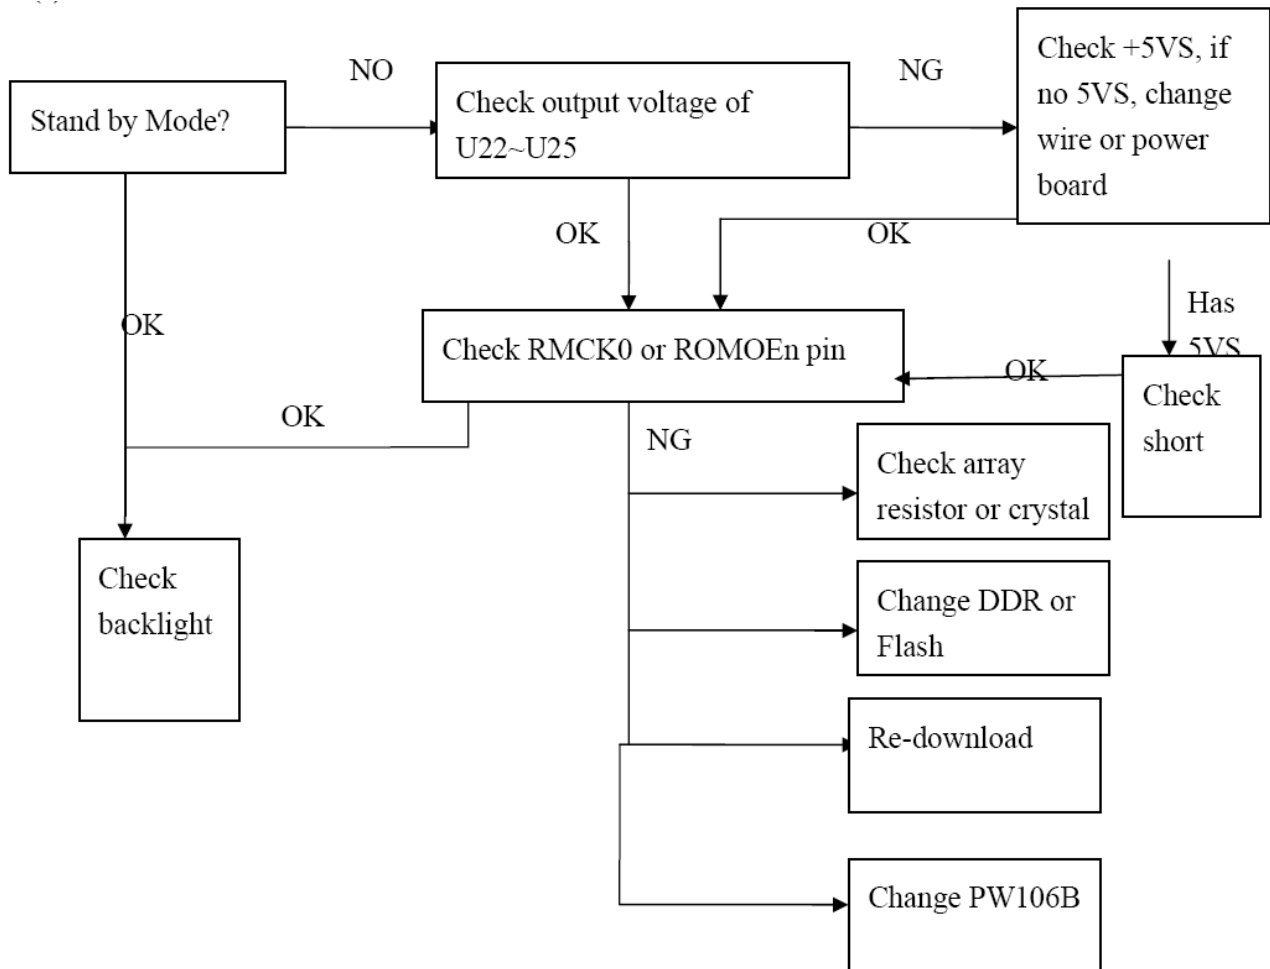 Stand by Mode?
NO
Check output voltage of
U22~U25
NG
Check +5VS, if
no 5VS, change
wire or power
board
OK
OK
OK
Has
5VS
Check RMCK0 or ROMOEn pin
OK
Check
short
OK
NG
Check array
resistor or crystal
Check
backlight
Change DDR or
Flash
Re-download
Change PW106B